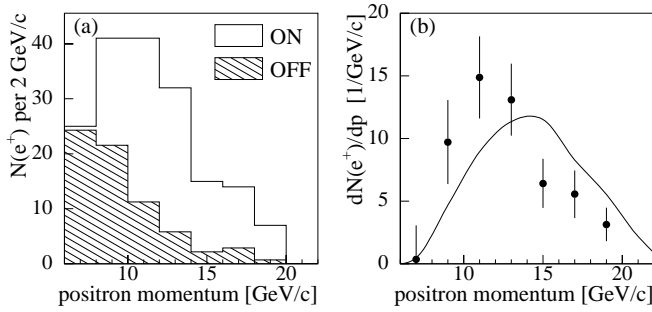 (a)
ON
OFF
N(e⁺) per 2 GeV/c
40
30
20
10
0
10
15
20
positron momentum [GeV/c]
(b)
dN(e⁺)/dp [1/GeV/c]
20
15
10
5
0
10
15
20
positron momentum [GeV/c]